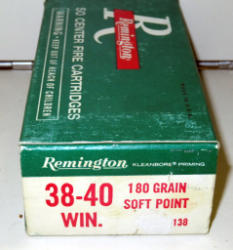 Remington
R
50 CENTER FIRE CARTRIDGES
WARNING - KEEP OUT OF REACH OF CHILDREN!
Remington KLEANBORE® PRIMING
38-40 180 GRAIN
WIN. SOFT POINT
138